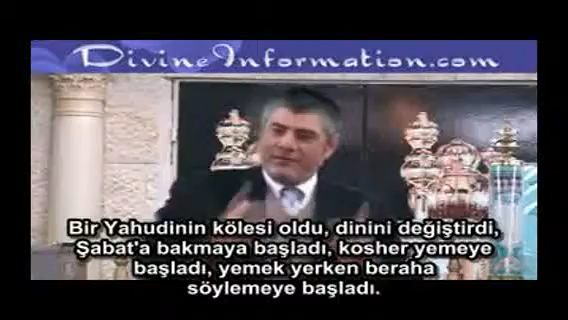 DivineInformation.com
Bir Yahudinin kölesi oldu, dinini değiştirdi,
Şabat'a bakmaya başladı, kosher yemeye
başladı, yemek yerken beraha
söylemeye başladı.